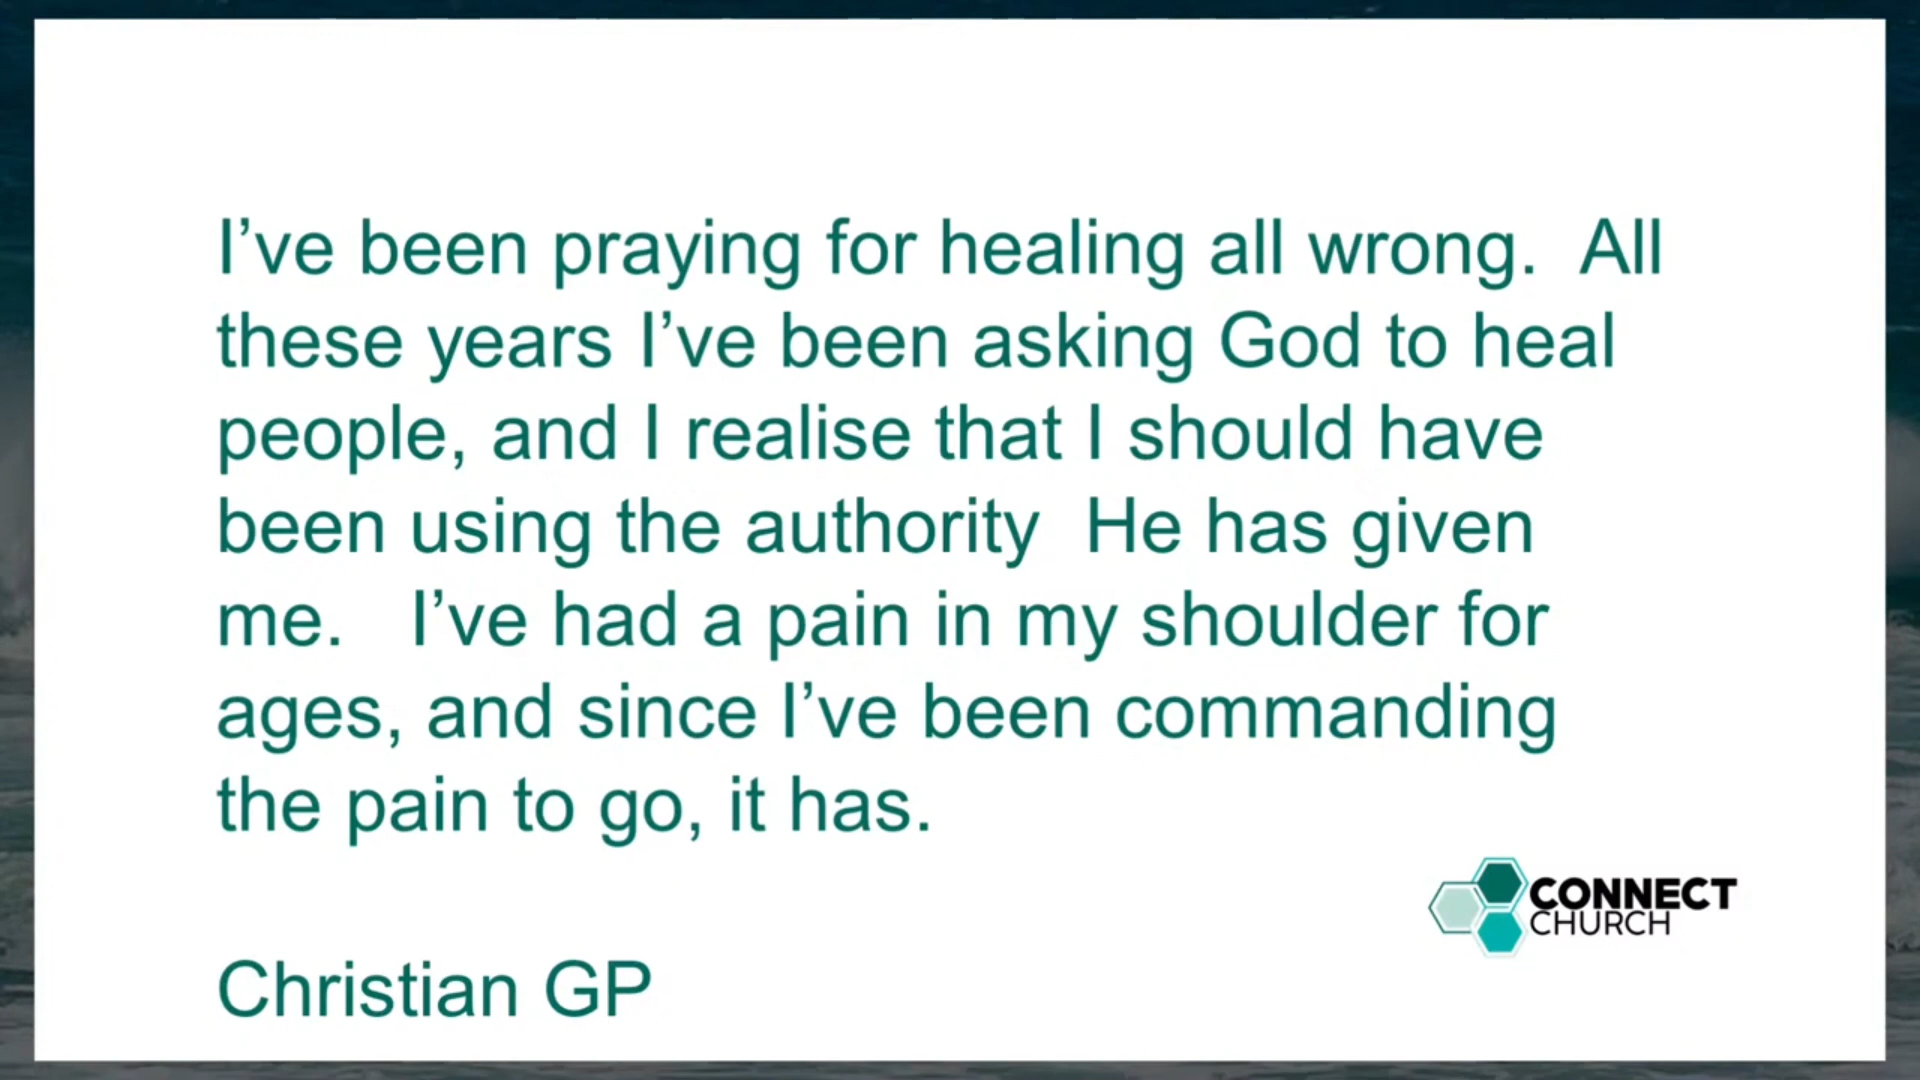 I’ve been praying for healing all wrong.  All
these years I’ve been asking God to heal
people, and I realise that I should have
been using the authority  He has given
me.   I’ve had a pain in my shoulder for
ages, and since I’ve been commanding
the pain to go, it has.
CONNECT
CHURCH
Christian GP